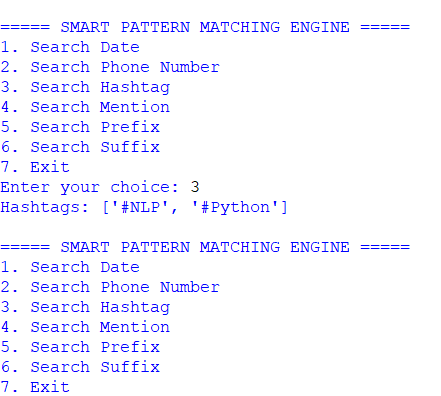 ===== SMART PATTERN MATCHING ENGINE =====
1. Search Date
2. Search Phone Number
3. Search Hashtag
4. Search Mention
5. Search Prefix
6. Search Suffix
7. Exit
Enter your choice: 3
Hashtags: ['#NLP', '#Python']

===== SMART PATTERN MATCHING ENGINE =====
1. Search Date
2. Search Phone Number
3. Search Hashtag
4. Search Mention
5. Search Prefix
6. Search Suffix
7. Exit